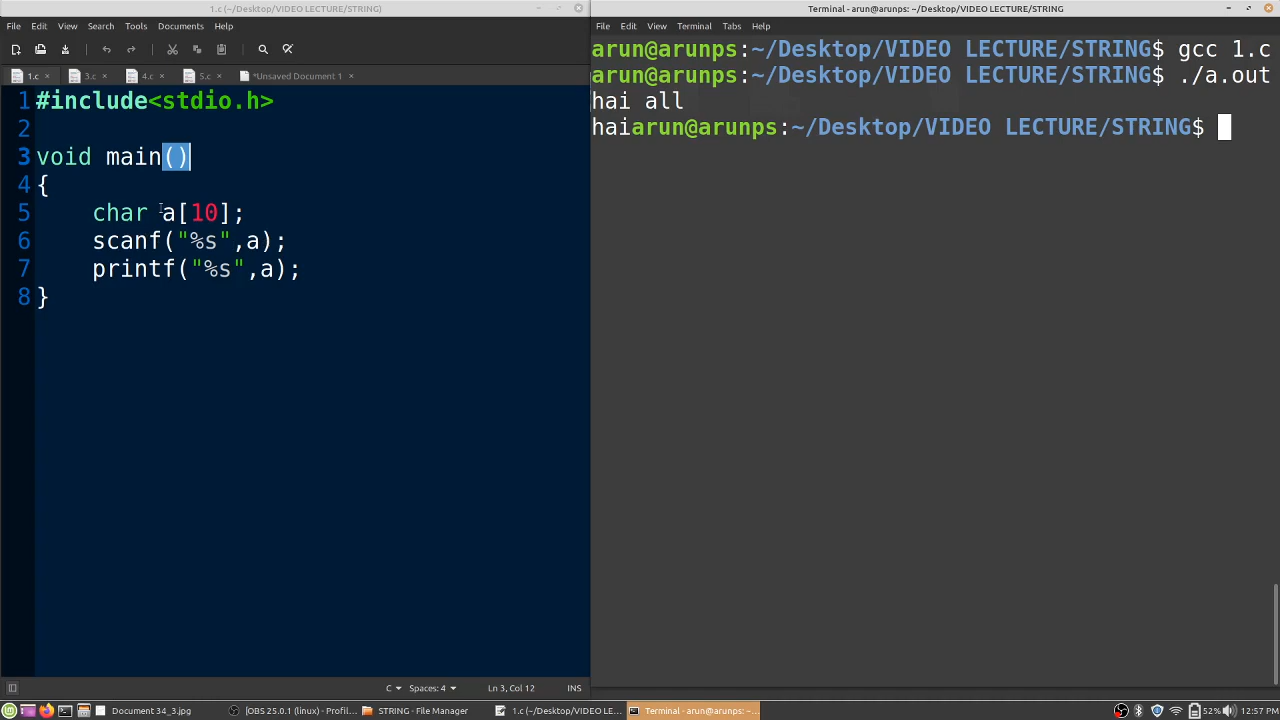 1.c (~/Desktop/VIDEO LECTURE/STRING)
File Edit View Search Tools Documents Help
1.c × 3.c × 4.c × 5.c × *Unsaved Document 1 ×
1 #include<stdio.h>
2
3 void main()
4 {
5 char a[10];
6 scanf("%s",a);
7 printf("%s",a);
8 }
C Spaces: 4 Ln 3, Col 12 INS
Terminal - arun@arunps: ~/Desktop/VIDEO LECTURE/STRING
File Edit View Terminal Tabs Help
arun@arunps:~/Desktop/VIDEO LECTURE/STRING$ gcc 1.c
arun@arunps:~/Desktop/VIDEO LECTURE/STRING$ ./a.out
hai all
haiarun@arunps:~/Desktop/VIDEO LECTURE/STRING$
Document 34_3.jpg [OBS 25.0.1 (linux) - Profil... STRING - File Manager 1.c (~/Desktop/VIDEO LE... Terminal - arun@arunps: ~... 52% 12:57 PM